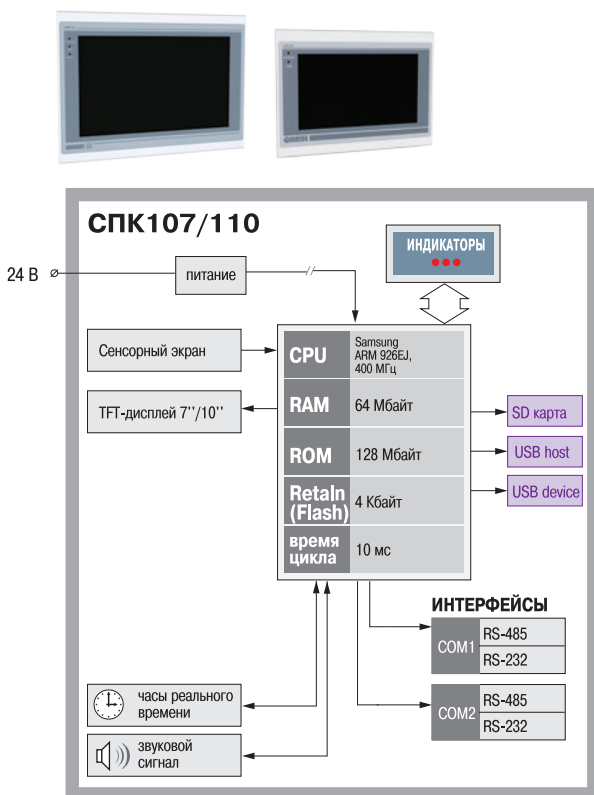 СПК107/110
ИНДИКАТОРЫ
24 В
питание
Сенсорный экран
TFT-дисплей 7''/10''
CPU
Samsung
ARM 926EJ,
400 МГц
RAM
64 Мбайт
ROM
128 Мбайт
Retain
(Flash)
4 Кбайт
время
цикла
10 мс
SD карта
USB host
USB device
ИНТЕРФЕЙСЫ
COM1
RS-485
RS-232
COM2
RS-485
RS-232
часы реального
времени
звуковой
сигнал